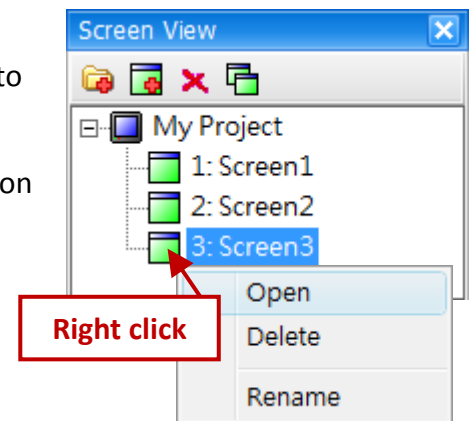 Screen View
to
My Project
1: Screen1
on
2: Screen2
3: Screen3
Open
Right click
Delete
Rename